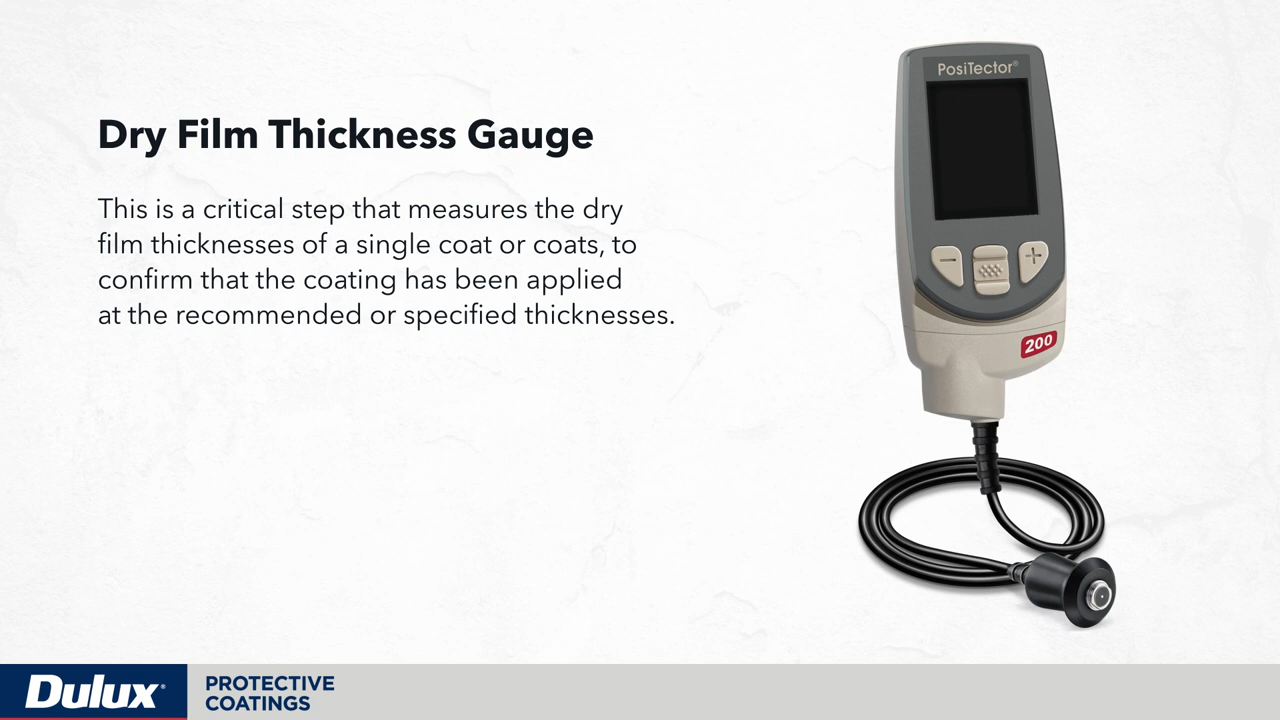 Dry Film Thickness Gauge
This is a critical step that measures the dry
film thicknesses of a single coat or coats, to
confirm that the coating has been applied
at the recommended or specified thicknesses.
PosiTector®
200
Dulux®
PROTECTIVE
COATINGS